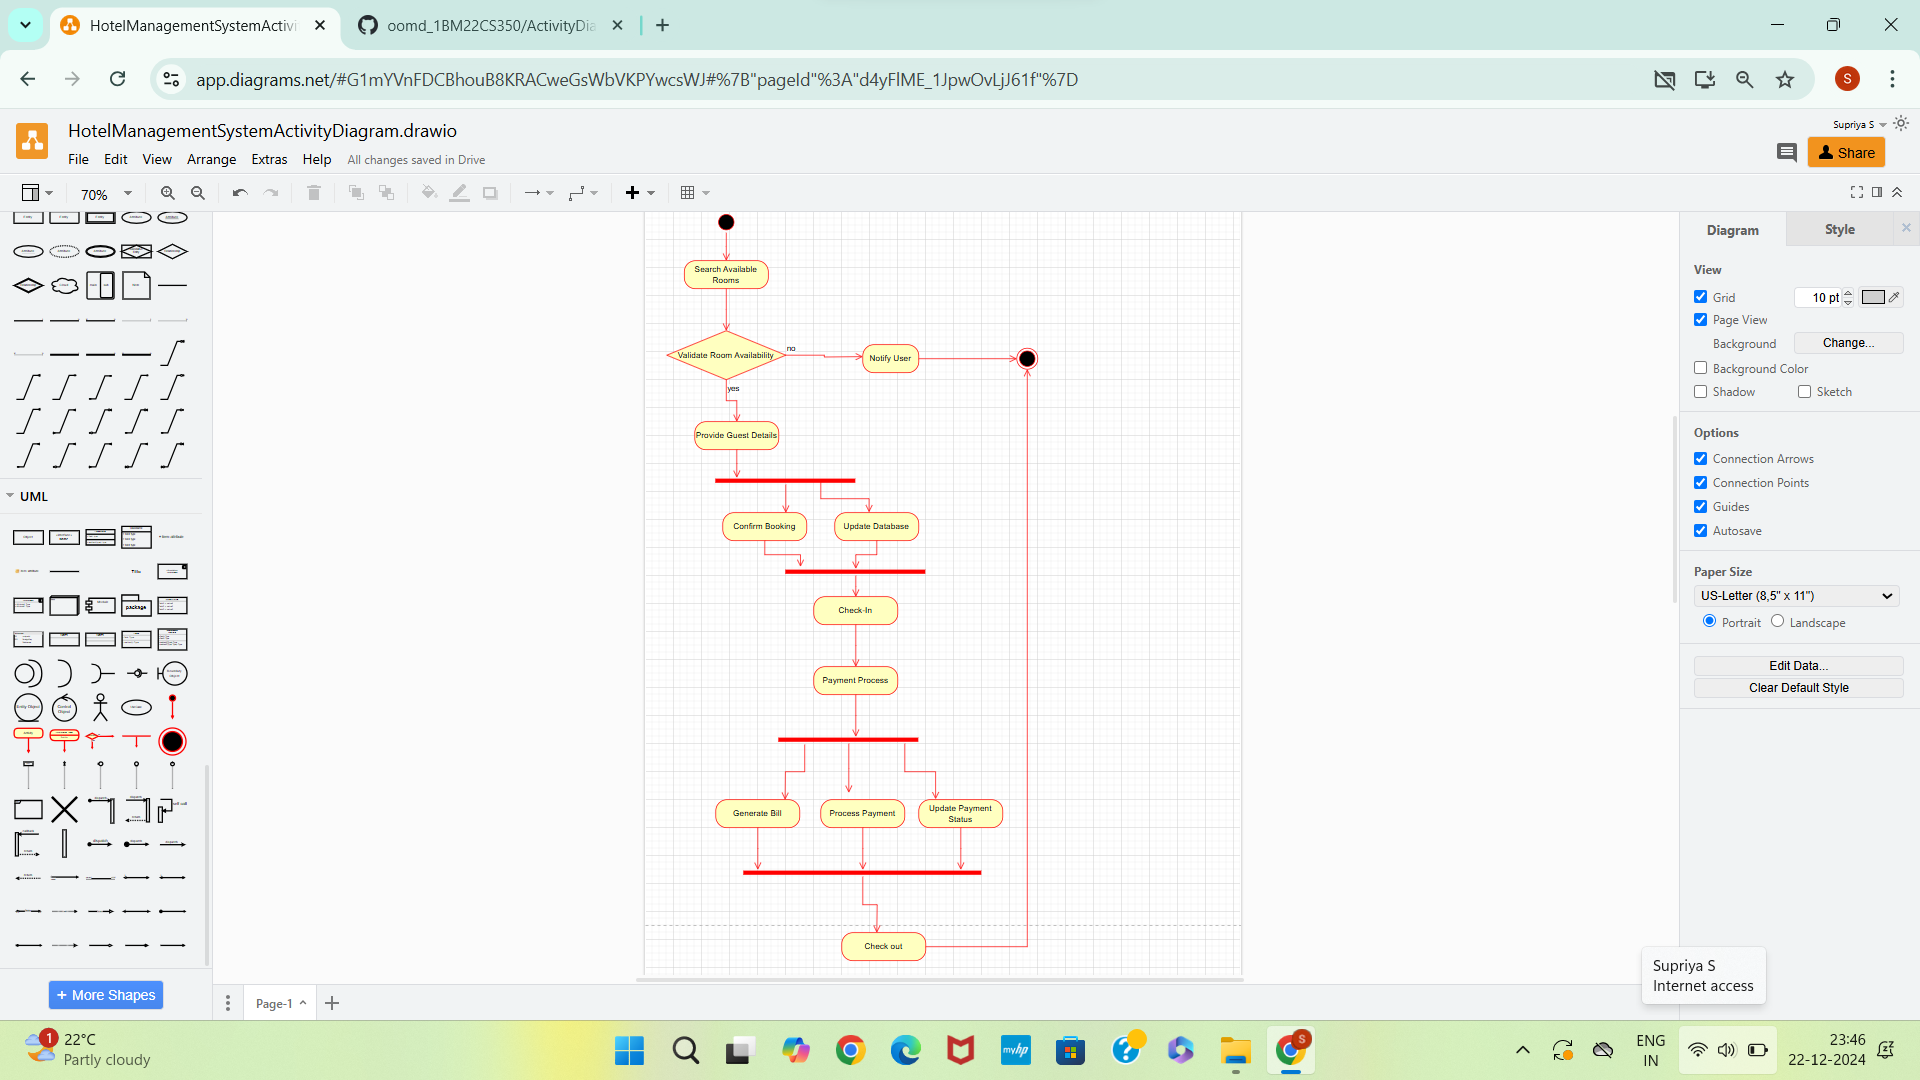 HotelManagementSystemActivi
oomd_1BM22CS350/ActivityDia
app.diagrams.net/#G1mYVnFDCBhouB8KRACweGsWbVKPYwcsWJ#%7B"pageId"%3A"d4yFlME_1JpwOvLjJ61f"%7D
S
HotelManagementSystemActivityDiagram.drawio
Supriya S
File Edit View Arrange Extras Help All changes saved in Drive
Share
70%
Diagram
Style
View
Grid
10 pt
Page View
Background
Change...
Background Color
Shadow
Sketch
Options
Connection Arrows
Connection Points
Guides
Autosave
Paper Size
US-Letter (8,5" x 11")
Portrait
Landscape
Edit Data...
Clear Default Style
UML
package
Search Available
Rooms
Validate Room Availability
no
Notify User
yes
Provide Guest Details
Confirm Booking
Update Database
Check-In
Payment Process
Generate Bill
Process Payment
Update Payment
Status
Check out
Supriya S
Internet access
+ More Shapes
Page-1
1
22°C
Partly cloudy
myhp
S
ENG
IN
23:46
22-12-2024